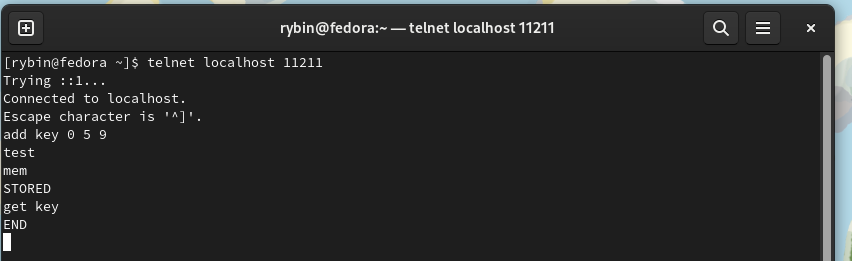 rybin@fedora:~ — telnet localhost 11211
[rybin@fedora ~]$ telnet localhost 11211
Trying ::1...
Connected to localhost.
Escape character is '^]'.
add key 0 5 9
test
mem
STORED
get key
END